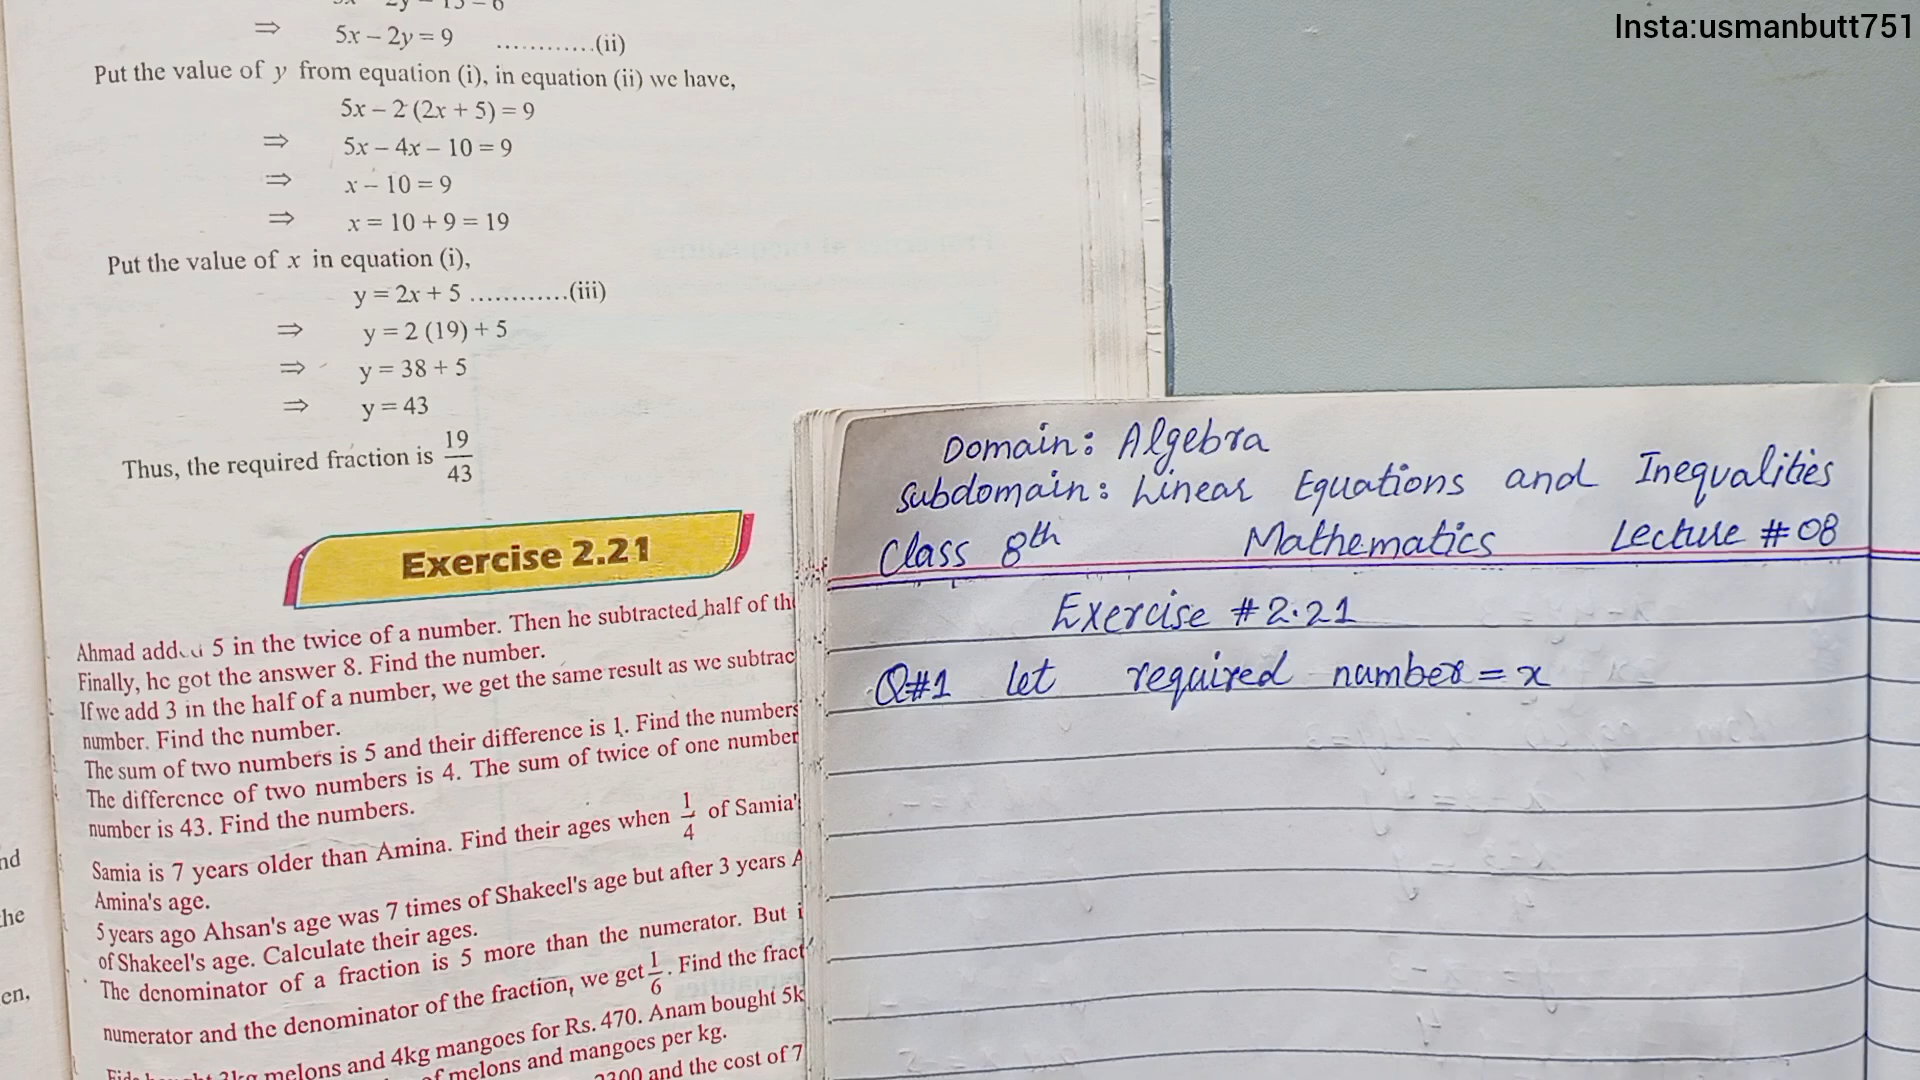 Insta:usmanbutt751
⇒ 5x – 2y = 9 ............(ii)
Put the value of y from equation (i), in equation (ii) we have,
5x – 2 (2x + 5) = 9
⇒ 5x – 4x – 10 = 9
⇒ x – 10 = 9
⇒ x = 10 + 9 = 19
Put the value of x in equation (i),
y = 2x + 5 ............(iii)
⇒ y = 2 (19) + 5
⇒ y = 38 + 5
⇒ y = 43
Thus, the required fraction is 19/43
Exercise 2.21
Ahmad added 5 in the twice of a number. Then he subtracted half of the
Finally, he got the answer 8. Find the number.
If we add 3 in the half of a number, we get the same result as we subtrac
number. Find the number.
The sum of two numbers is 5 and their difference is 1. Find the numbers
The difference of two numbers is 4. The sum of twice of one number
number is 43. Find the numbers.
Samia is 7 years older than Amina. Find their ages when 1/4 of Samia'
Amina's age.
5 years ago Ahsan's age was 7 times of Shakeel's age but after 3 years A
of Shakeel's age. Calculate their ages.
The denominator of a fraction is 5 more than the numerator. But i
numerator and the denominator of the fraction, we get 1/6. Find the fract
melons and 4kg mangoes for Rs. 470. Anam bought 5k
of melons and mangoes per kg.
and the cost of 7
nd
he
en,
Domain: Algebra
Subdomain: Linear Equations and Inequalities
Class 8th Mathematics Lecture #08
Exercise #2.21
Q#1 let required number = x